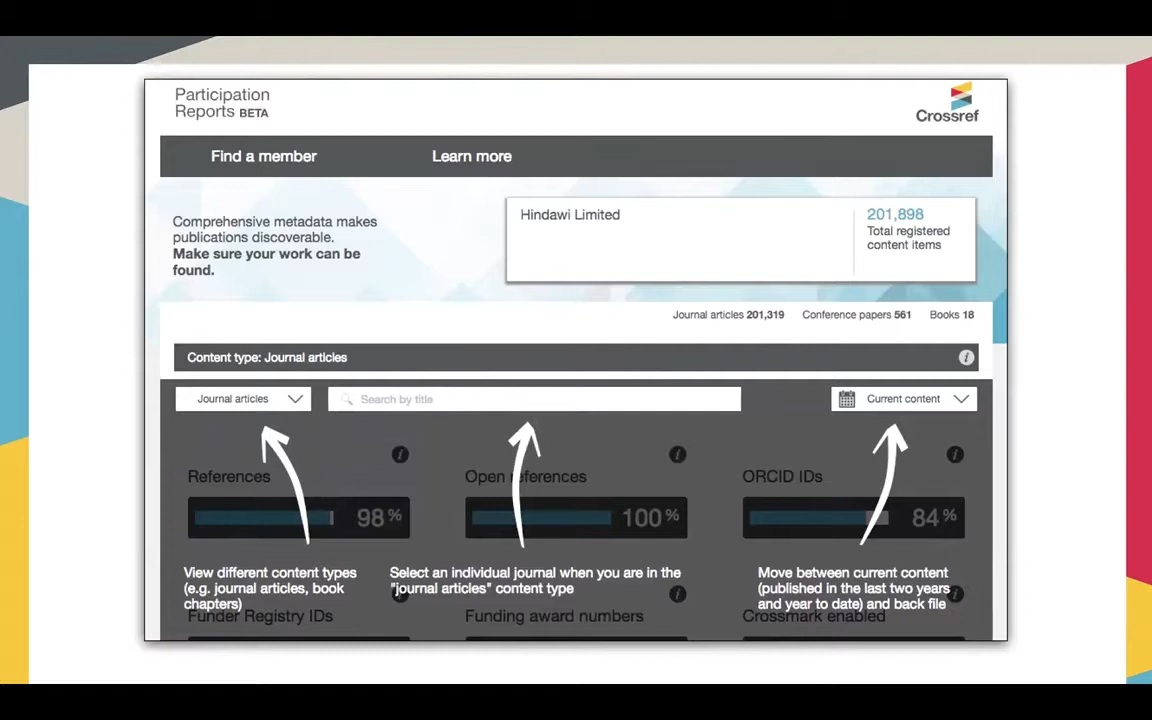 Participation
Reports BETA
Crossref
Find a member
Learn more
Comprehensive metadata makes
publications discoverable.
Make sure your work can be
found.
Hindawi Limited
201,898
Total registered
content items
Journal articles 201,319
Conference papers 561
Books 18
Content type: Journal articles
i
Journal articles
Search by title
Current content
i
i
i
References
Open references
ORCID IDs
98%
100%
84%
View different content types
(e.g. journal articles, book
chapters)
Select an individual journal when you are in the
"journal articles" content type
Move between current content
(published in the last two years
and year to date) and back file
i
i
i
Funder Registry IDs
Funding award numbers
Crossmark enabled